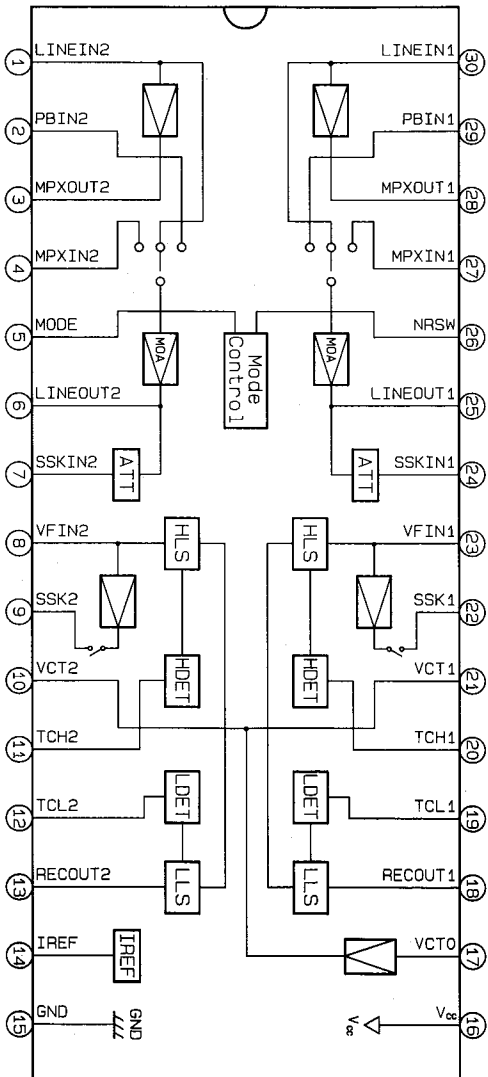 1 LINEIN2 LINEIN1 30
2 PBIN2 PBIN1 29
3 MPXOUT2 MPXOUT1 28
4 MPXIN2 MPXIN1 27
5 MODE NRSW 26
MOA Mode Control MOA
6 LINEOUT2 LINEOUT1 25
7 SSKIN2 ATT ATT SSKIN1 24
8 VFIN2 HLS HLS VFIN1 23
9 SSK2 SSK1 22
10 VCT2 HDET HDET VCT1 21
11 TCH2 TCH1 20
12 TCL2 LDET LDET TCL1 19
13 RECOUT2 LLS LLS RECOUT1 18
14 IREF IREF VCTO 17
15 GND GND Vcc Vcc 16